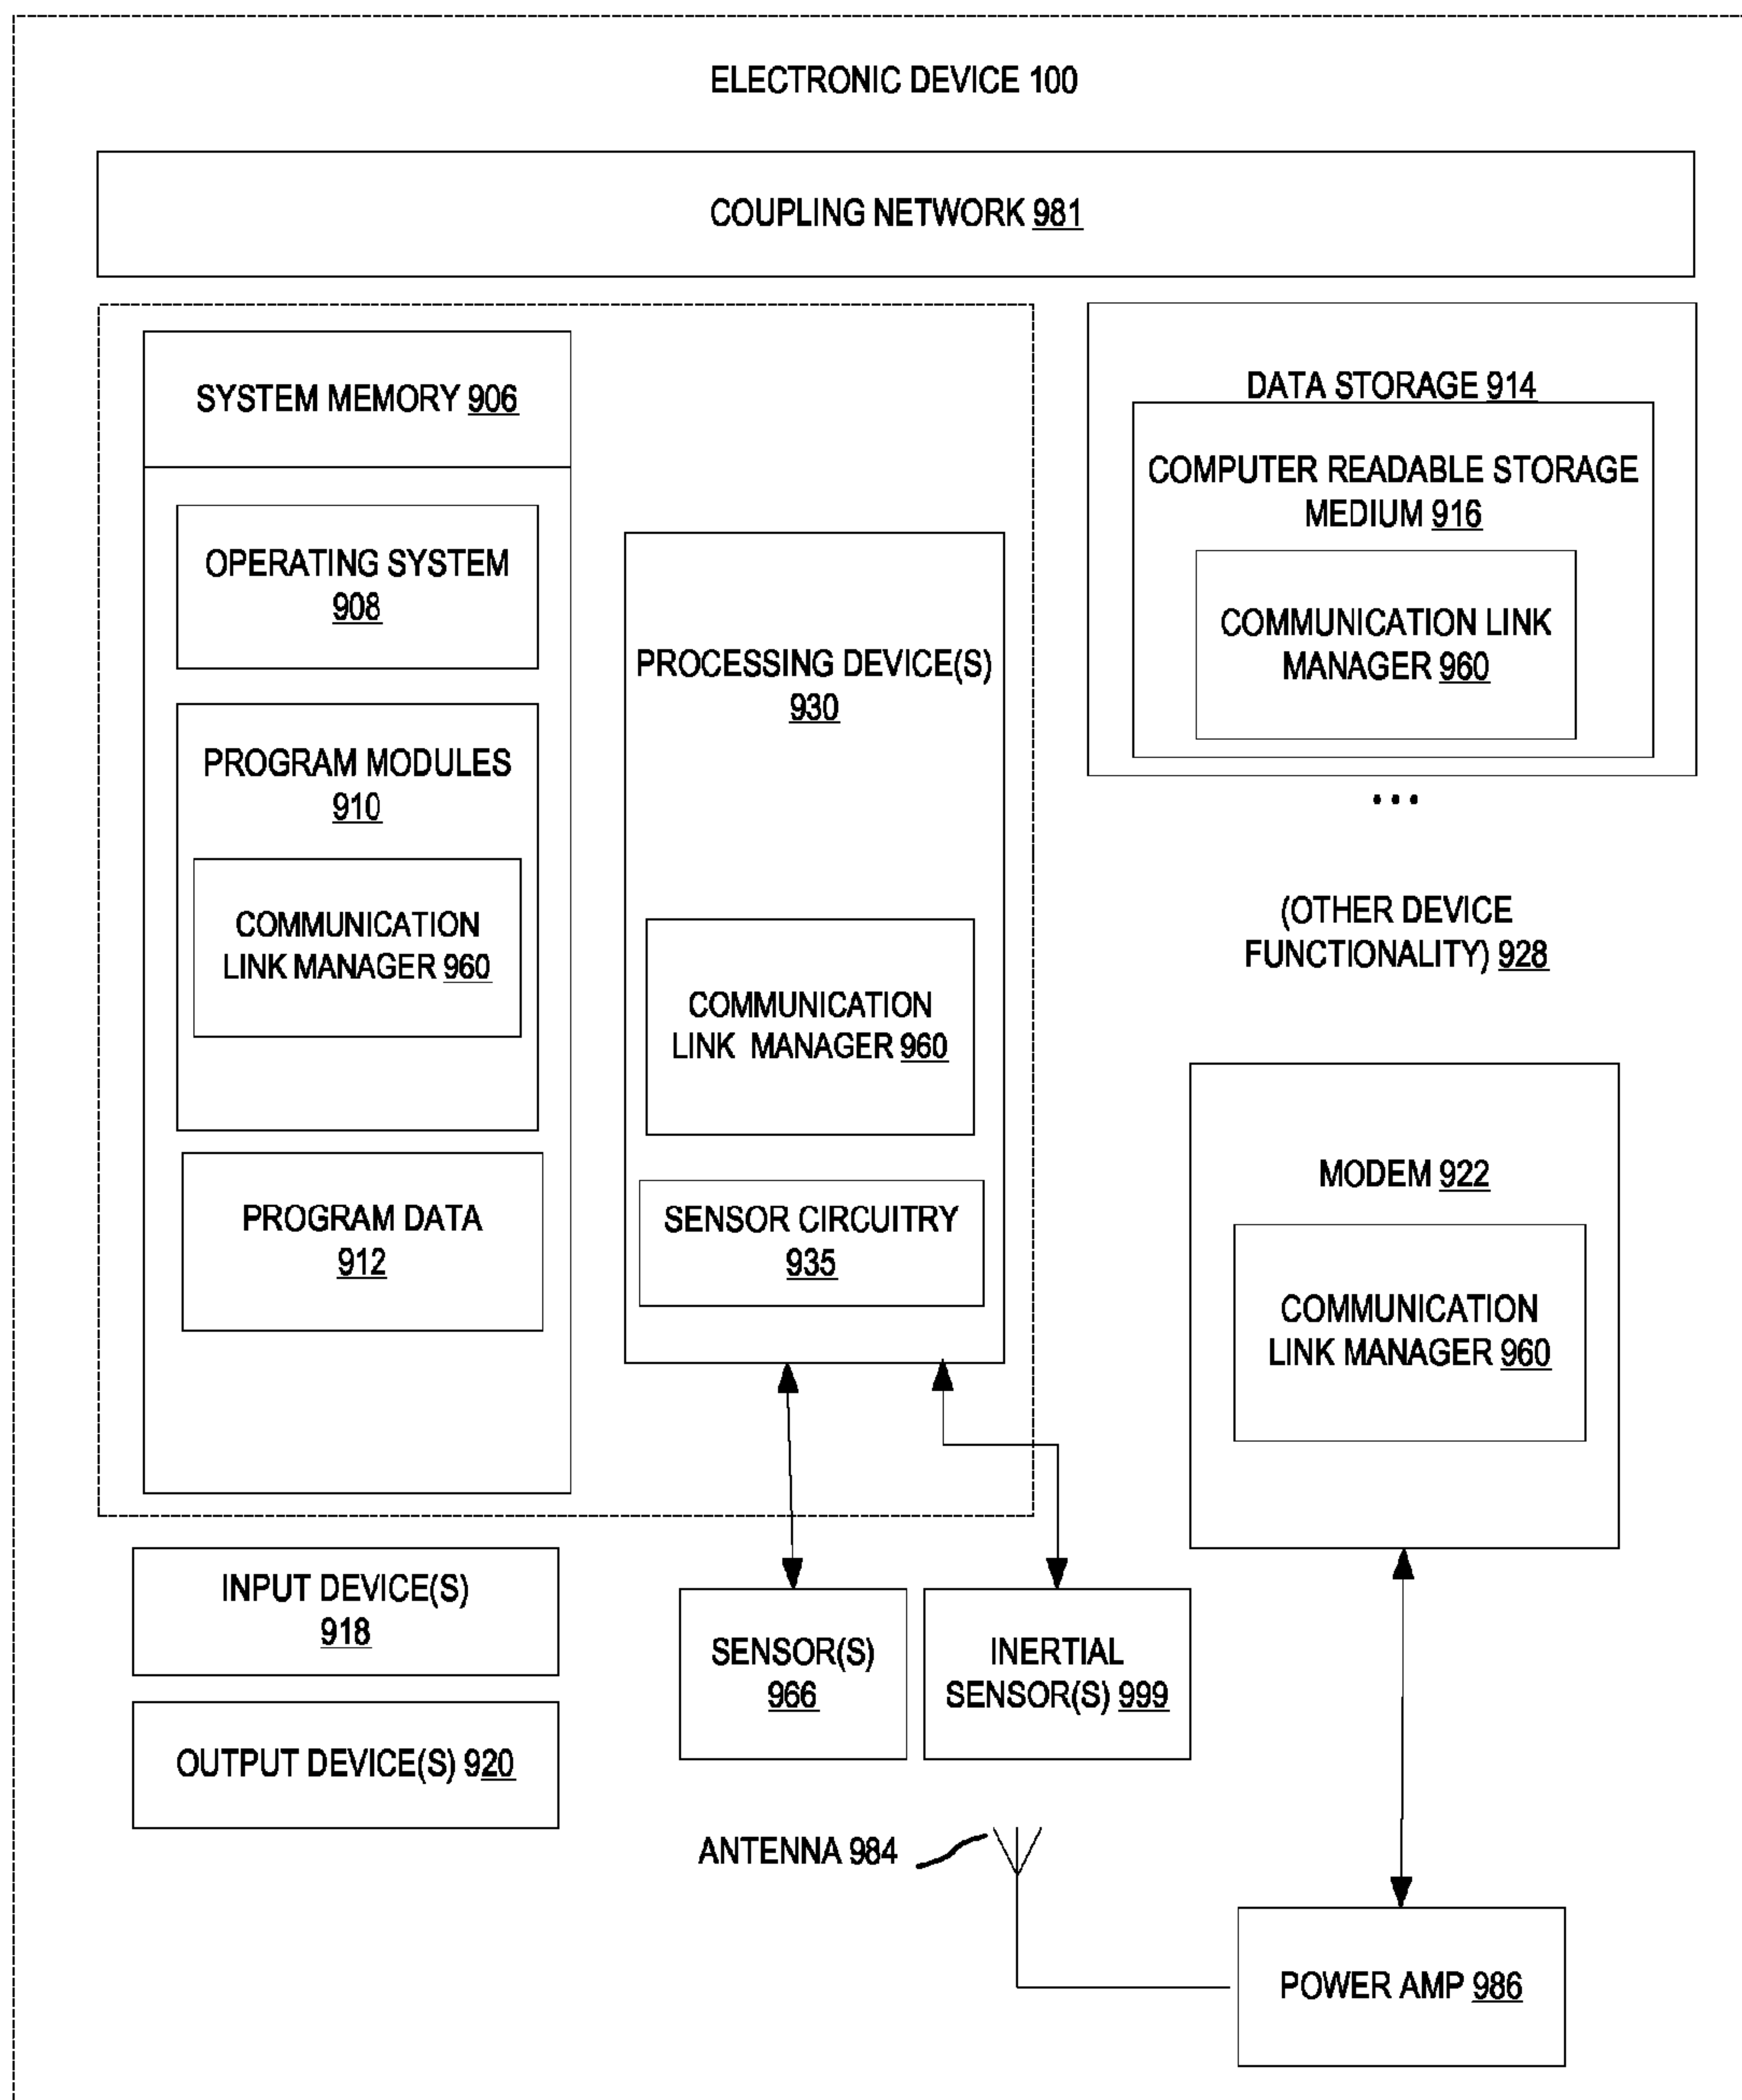 ELECTRONIC DEVICE 100
COUPLING NETWORK 981
SYSTEM MEMORY 906
OPERATING SYSTEM
908
PROGRAM MODULES
910
COMMUNICATION
LINK MANAGER 960
PROGRAM DATA
912
PROCESSING DEVICE(S)
930
COMMUNICATION
LINK MANAGER 960
SENSOR CIRCUITRY
935
DATA STORAGE 914
COMPUTER READABLE STORAGE
MEDIUM 916
COMMUNICATION LINK
MANAGER 960
...
(OTHER DEVICE
FUNCTIONALITY) 928
MODEM 922
COMMUNICATION
LINK MANAGER 960
INPUT DEVICE(S)
918
OUTPUT DEVICE(S) 920
SENSOR(S)
966
INERTIAL
SENSOR(S) 999
ANTENNA 984
POWER AMP 986